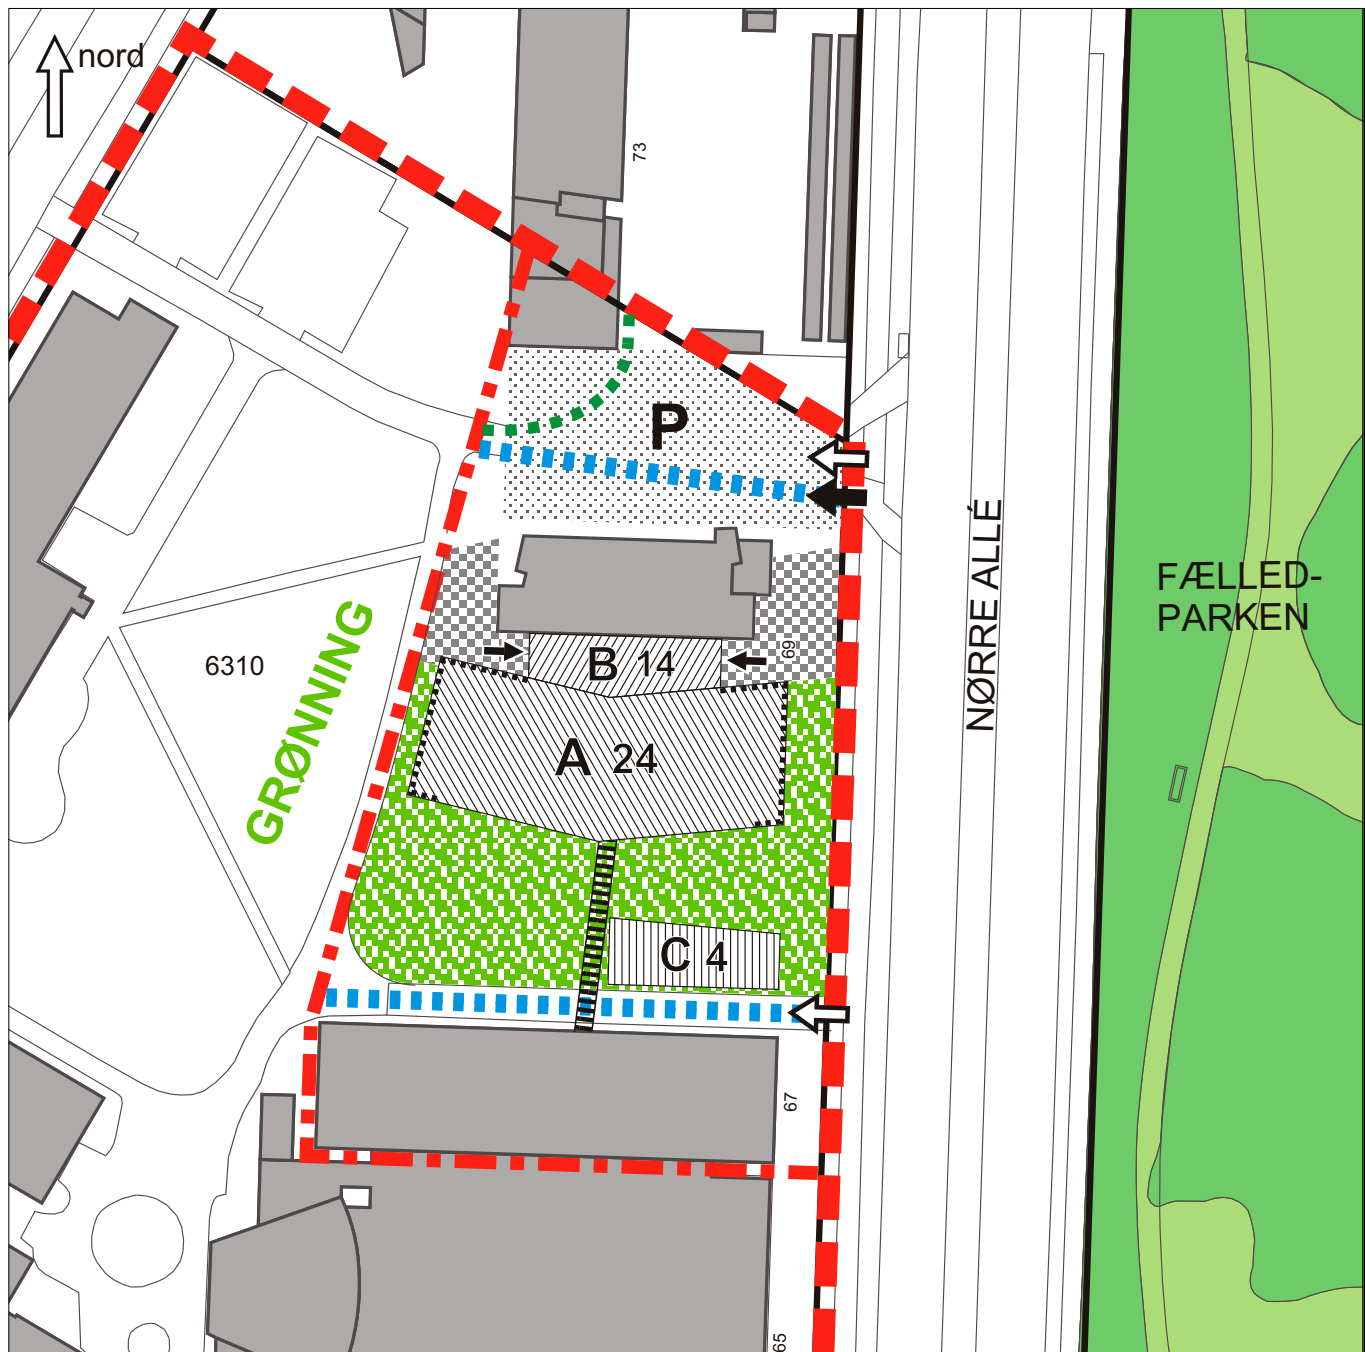 nord
73
P
NØRRE ALLÉ
FÆLLED-
PARKEN
GRØNNING
6310
B 14
69
A 24
C 4
67
65